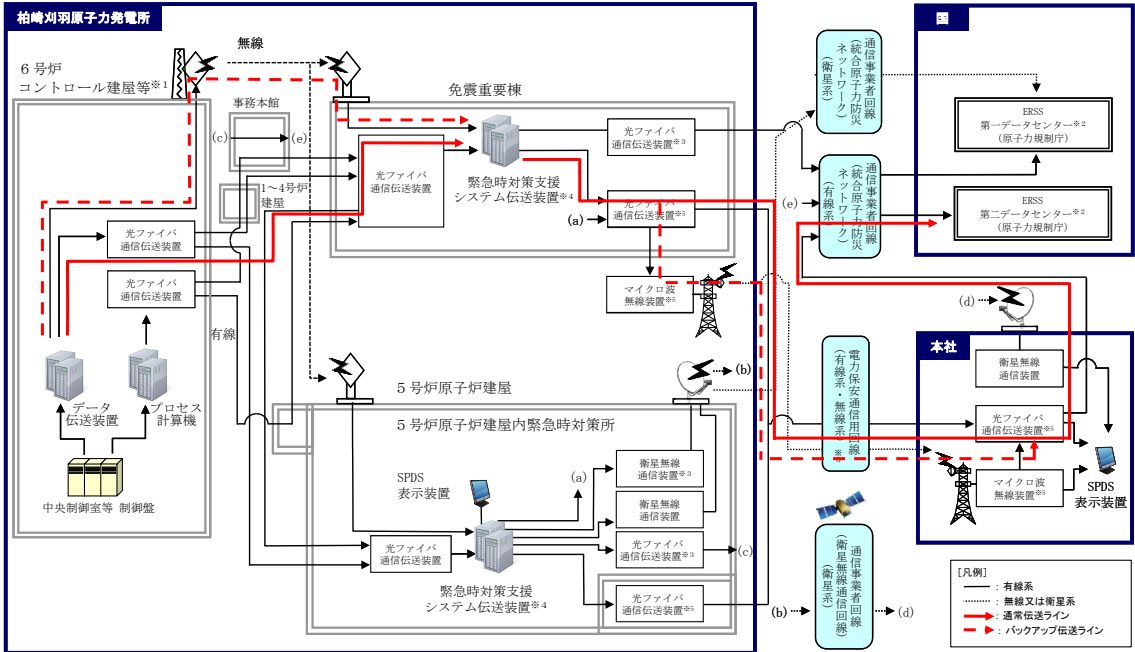 柏崎刈羽原子力発電所
6号炉
コントロール建屋等※1
無線
事務本館
(c)
(e)
1～4号炉
建屋
光ファイバ
通信伝送装置
光ファイバ
通信伝送装置
有線
データ
伝送装置
プロセス
計算機
中央制御室等 制御盤
免震重要棟
光ファイバ
通信伝送装置
緊急時対策支援
システム伝送装置※4
光ファイバ
通信伝送装置※3
(a)
光ファイバ
通信伝送装置※5
マイクロ波
無線装置※5
5号炉原子炉建屋
(b)
5号炉原子炉建屋内緊急時対策所
SPDS
表示装置
(a)
衛星無線
通信装置※3
衛星無線
通信装置
光ファイバ
通信伝送装置
緊急時対策支援
システム伝送装置※4
光ファイバ
通信伝送装置※3
(c)
光ファイバ
通信伝送装置※5
通信事業者回線
(統合原子力防災
ネットワーク)
(衛星系)
(e)
通信事業者回線
(統合原子力防災
ネットワーク)
(有線系)
電力保安通信用回線
(有線系・無線系)※5
(b)
通信事業者回線
(衛星無線通信回線)
(衛星系)
(d)
国
ERSS
第一データセンター※2
(原子力規制庁)
ERSS
第二データセンター※2
(原子力規制庁)
(d)
本社
衛星無線
通信装置
光ファイバ
通信伝送装置※5
マイクロ波
無線装置※5
SPDS
表示装置
[凡例]
: 有線系
: 無線又は衛星系
: 通常伝送ライン
: バックアップ伝送ライン